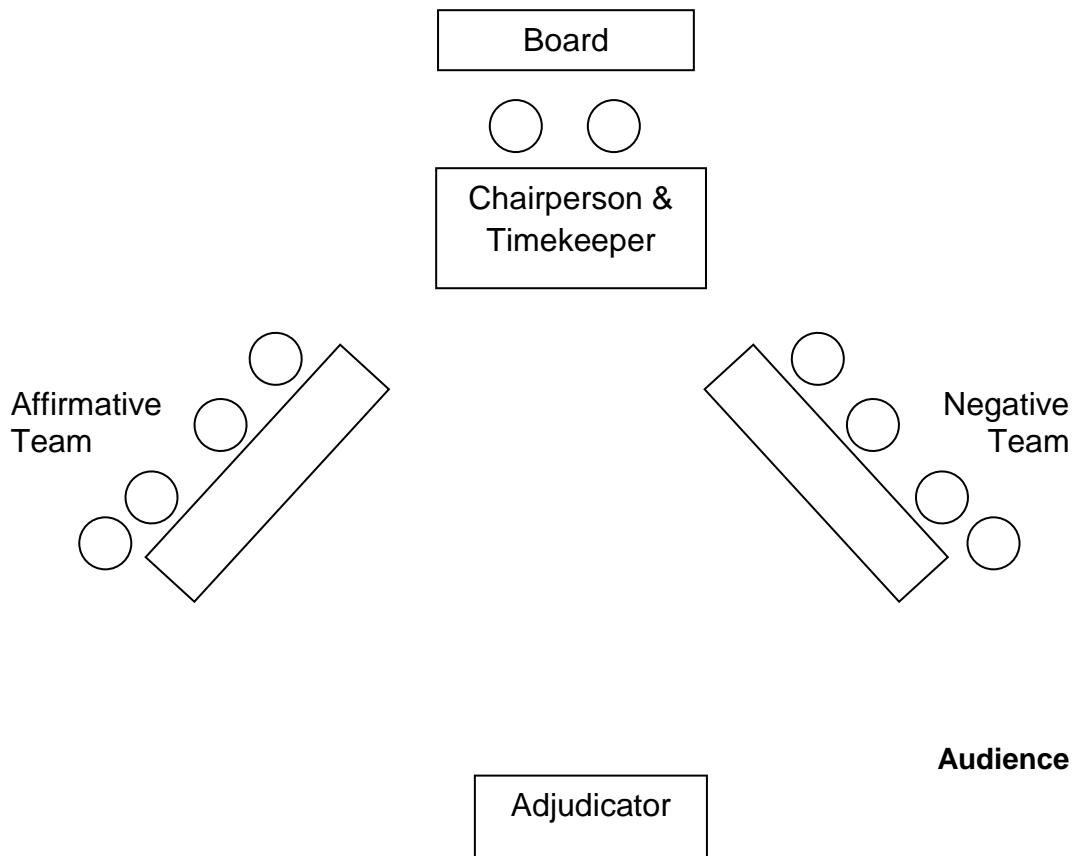 Board
Chairperson &
Timekeeper
Affirmative
Team
Negative
Team
Audience
Adjudicator